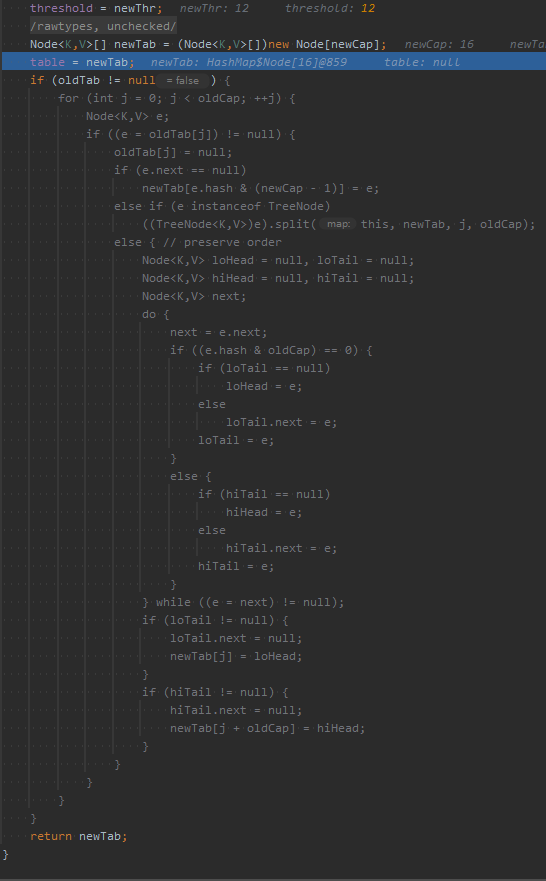 threshold = newThr;   newThr: 12     threshold: 12
/rawtypes, unchecked/
Node<K,V>[] newTab = (Node<K,V>[])new Node[newCap];   newCap: 16     newTa
table = newTab;   newTab: HashMap$Node[16]@859     table: null
if (oldTab != null = false ) {
for (int j = 0; j < oldCap; ++j) {
Node<K,V> e;
if ((e = oldTab[j]) != null) {
oldTab[j] = null;
if (e.next == null)
newTab[e.hash & (newCap - 1)] = e;
else if (e instanceof TreeNode)
((TreeNode<K,V>)e).split( map: this, newTab, j, oldCap);
else { // preserve order
Node<K,V> loHead = null, loTail = null;
Node<K,V> hiHead = null, hiTail = null;
Node<K,V> next;
do {
next = e.next;
if ((e.hash & oldCap) == 0) {
if (loTail == null)
loHead = e;
else
loTail.next = e;
loTail = e;
}
else {
if (hiTail == null)
hiHead = e;
else
hiTail.next = e;
hiTail = e;
}
} while ((e = next) != null);
if (loTail != null) {
loTail.next = null;
newTab[j] = loHead;
}
if (hiTail != null) {
hiTail.next = null;
newTab[j + oldCap] = hiHead;
}
}
}
}
}
return newTab;
}